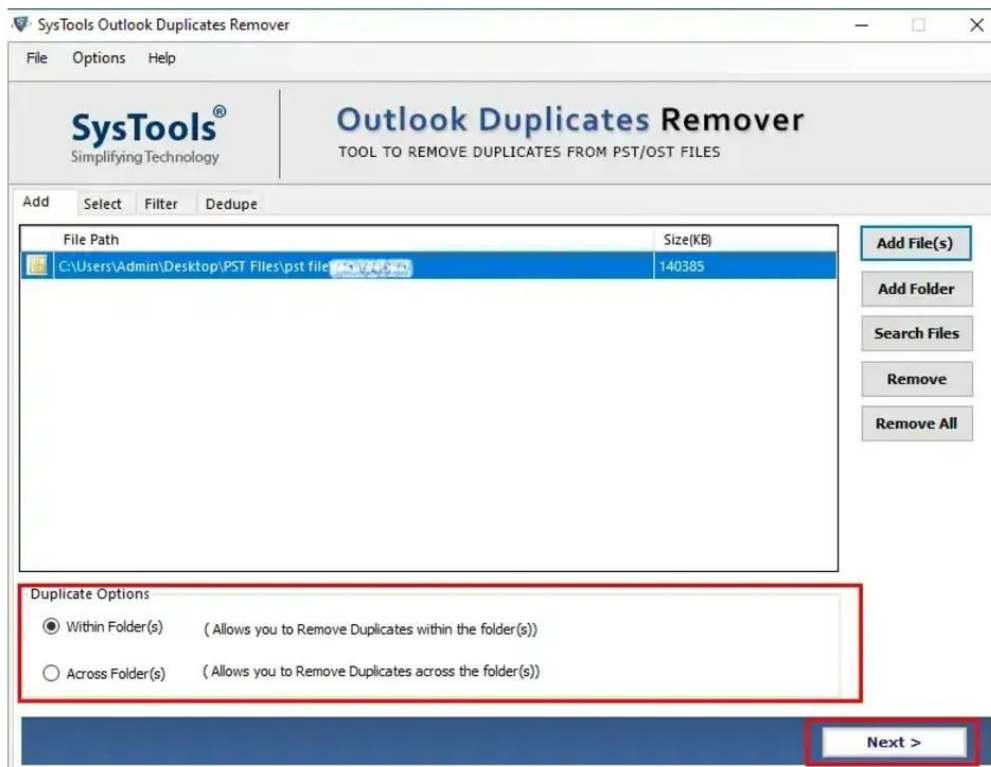 SysTools Outlook Duplicates Remover
File Options Help
SysTools®
Simplifying Technology
Outlook Duplicates Remover
TOOL TO REMOVE DUPLICATES FROM PST/OST FILES
Add Select Filter Dedupe
File Path Size(KB)
C:\Users\Admin\Desktop\PST FIles\pst file 140385
Add File(s)
Add Folder
Search Files
Remove
Remove All
Duplicate Options
Within Folder(s) ( Allows you to Remove Duplicates within the folder(s))
Across Folder(s) ( Allows you to Remove Duplicates across the folder(s))
Next >